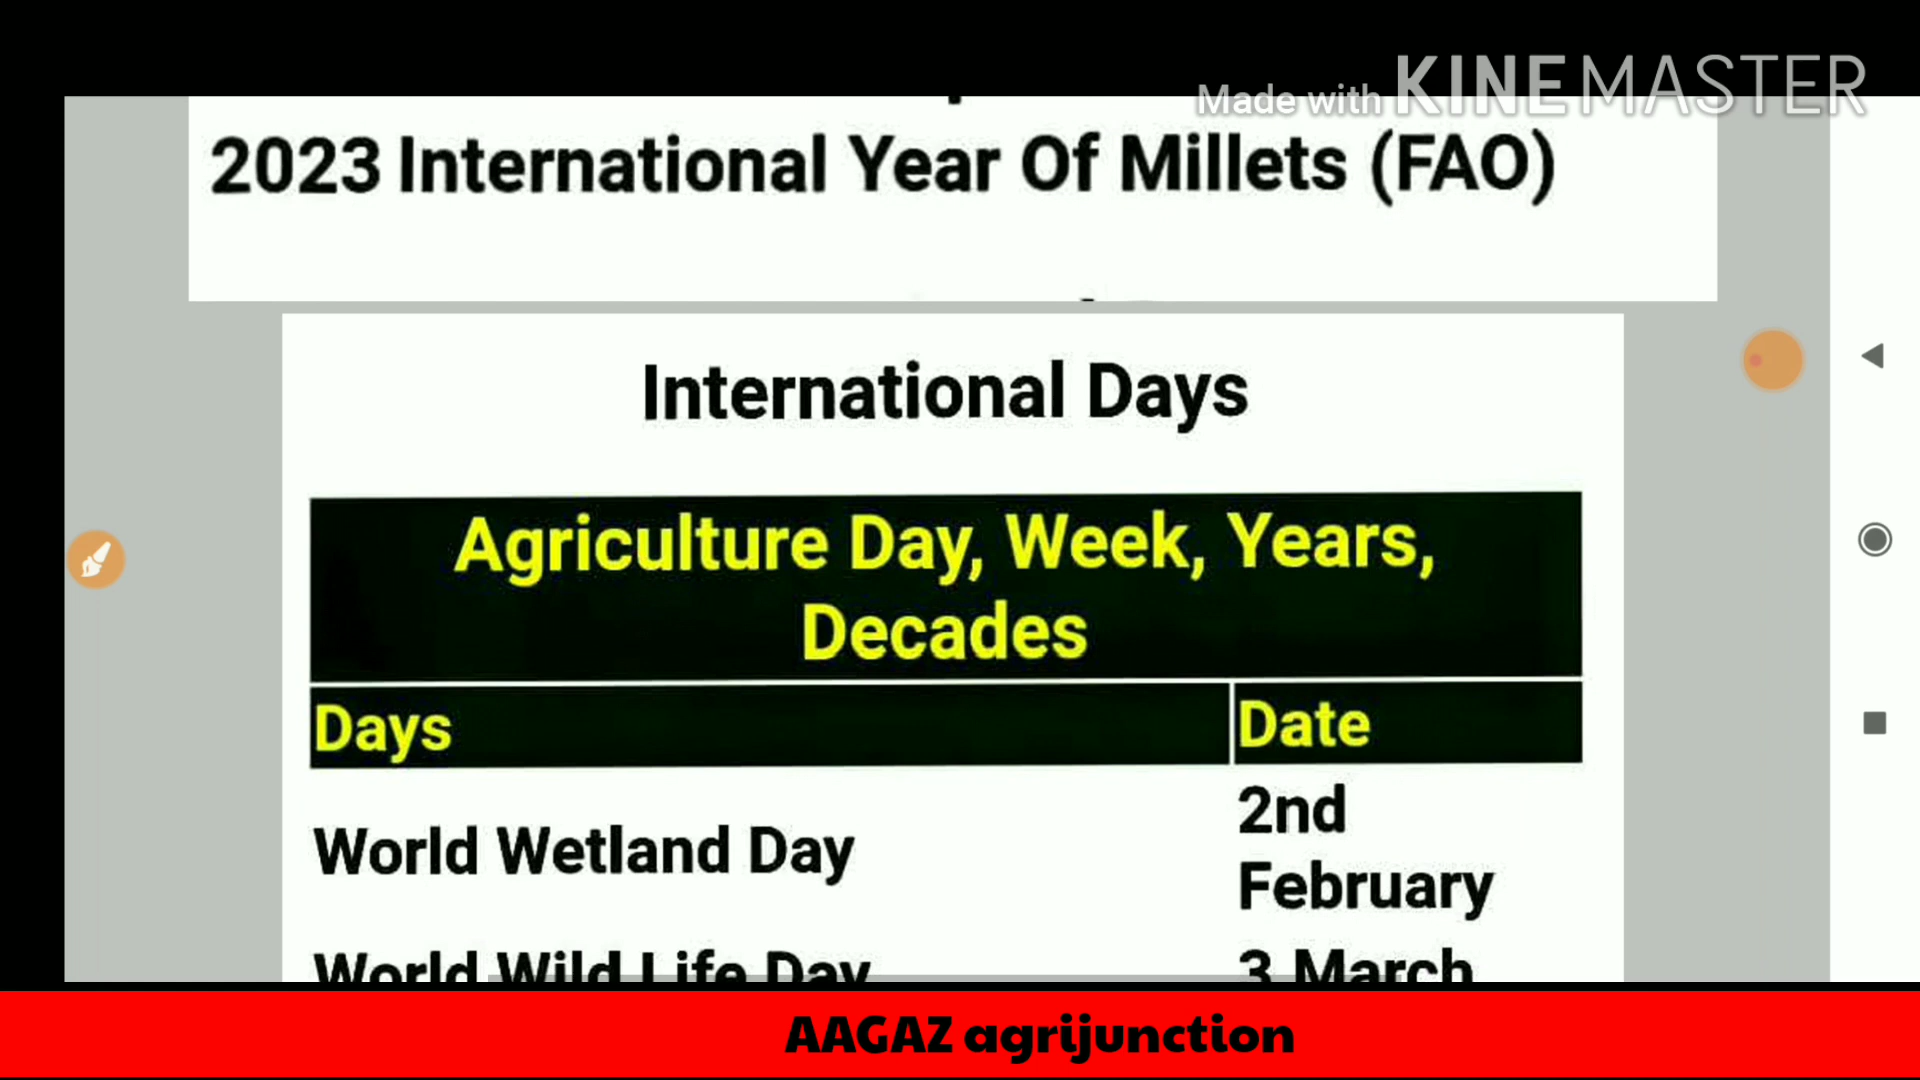 Made with KINEMASTER
2023 International Year Of Millets (FAO)
International Days
Agriculture Day, Week, Years,
Decades
Days Date
World Wetland Day 2nd
February
World Wild Life Day 3 March
AAGAZ agrijunction